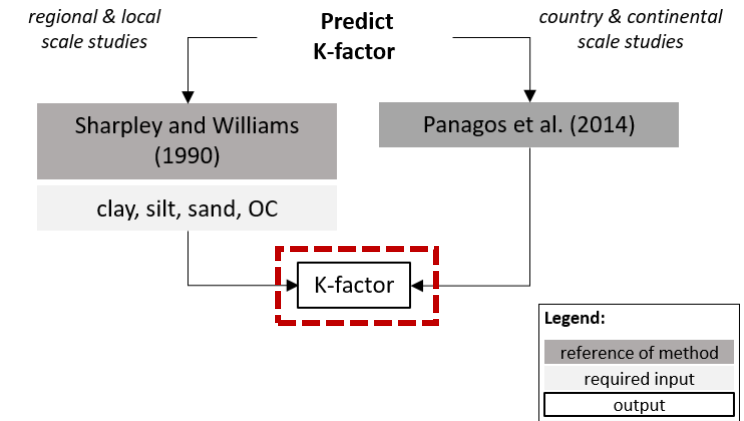 regional & local
scale studies
Predict
K-factor
country & continental
scale studies
Sharpley and Williams
(1990)
Panagos et al. (2014)
clay, silt, sand, OC
K-factor
Legend:
reference of method
required input
output